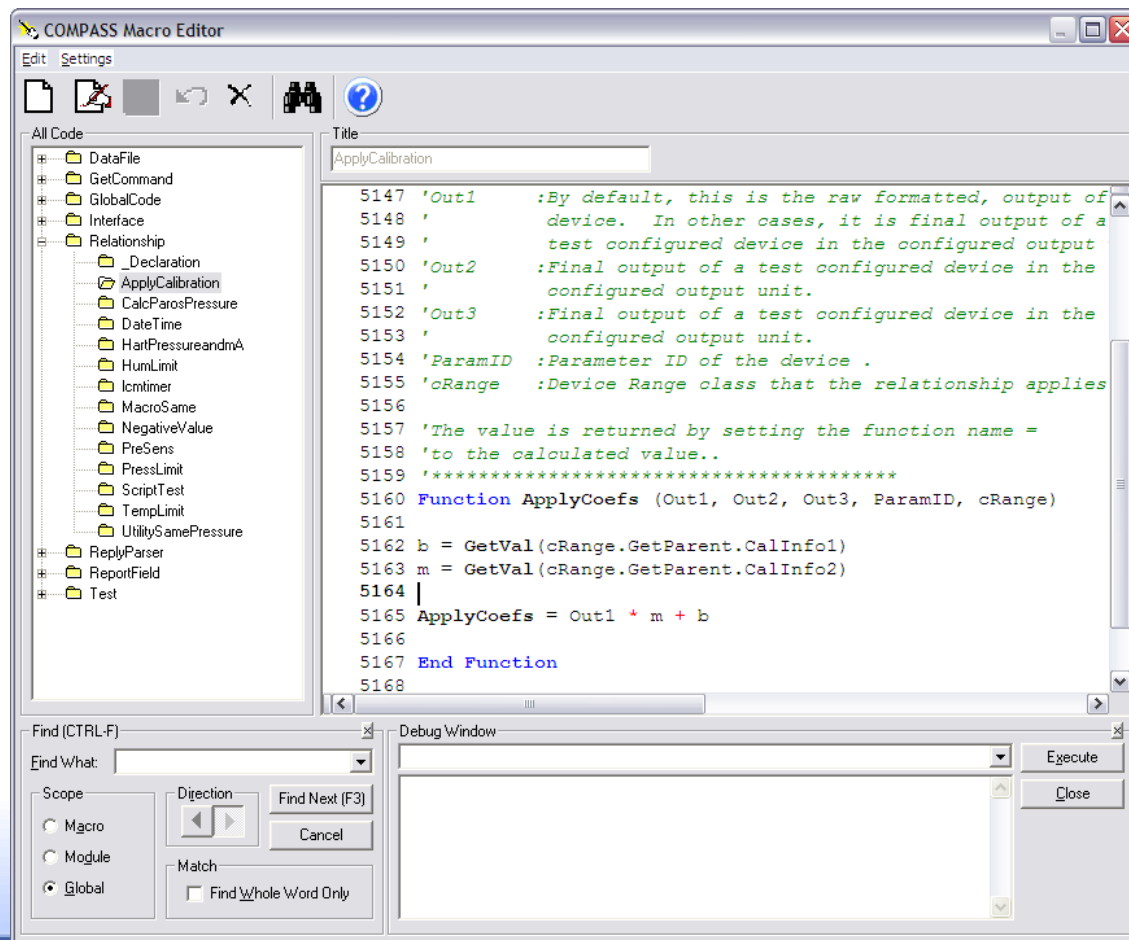 COMPASS Macro Editor
Edit Settings
All Code
DataFile
GetCommand
GlobalCode
Interface
Relationship
_Declaration
ApplyCalibration
CalcParosPressure
DateTime
HartPressureandmA
HumLimit
lcmtimer
MacroSame
NegativeValue
PreSens
PressLimit
ScriptTest
TempLimit
UtilitySamePressure
ReplyParser
ReportField
Test
Title
ApplyCalibration
5147 'Out1 :By default, this is the raw formatted, output of
5148 ' device. In other cases, it is final output of a
5149 ' test configured device in the configured output
5150 'Out2 :Final output of a test configured device in the
5151 ' configured output unit.
5152 'Out3 :Final output of a test configured device in the
5153 ' configured output unit.
5154 'ParamID :Parameter ID of the device .
5155 'cRange :Device Range class that the relationship applies
5156
5157 'The value is returned by setting the function name =
5158 'to the calculated value..
5159 '****************************************
5160 Function ApplyCoefs (Out1, Out2, Out3, ParamID, cRange)
5161
5162 b = GetVal(cRange.GetParent.CalInfo1)
5163 m = GetVal(cRange.GetParent.CalInfo2)
5164
5165 ApplyCoefs = Out1 * m + b
5166
5167 End Function
5168
Find (CTRL-F)
Find What:
Scope
Macro
Module
Global
Direction
Find Next (F3)
Cancel
Match
Find Whole Word Only
Debug Window
Execute
Close